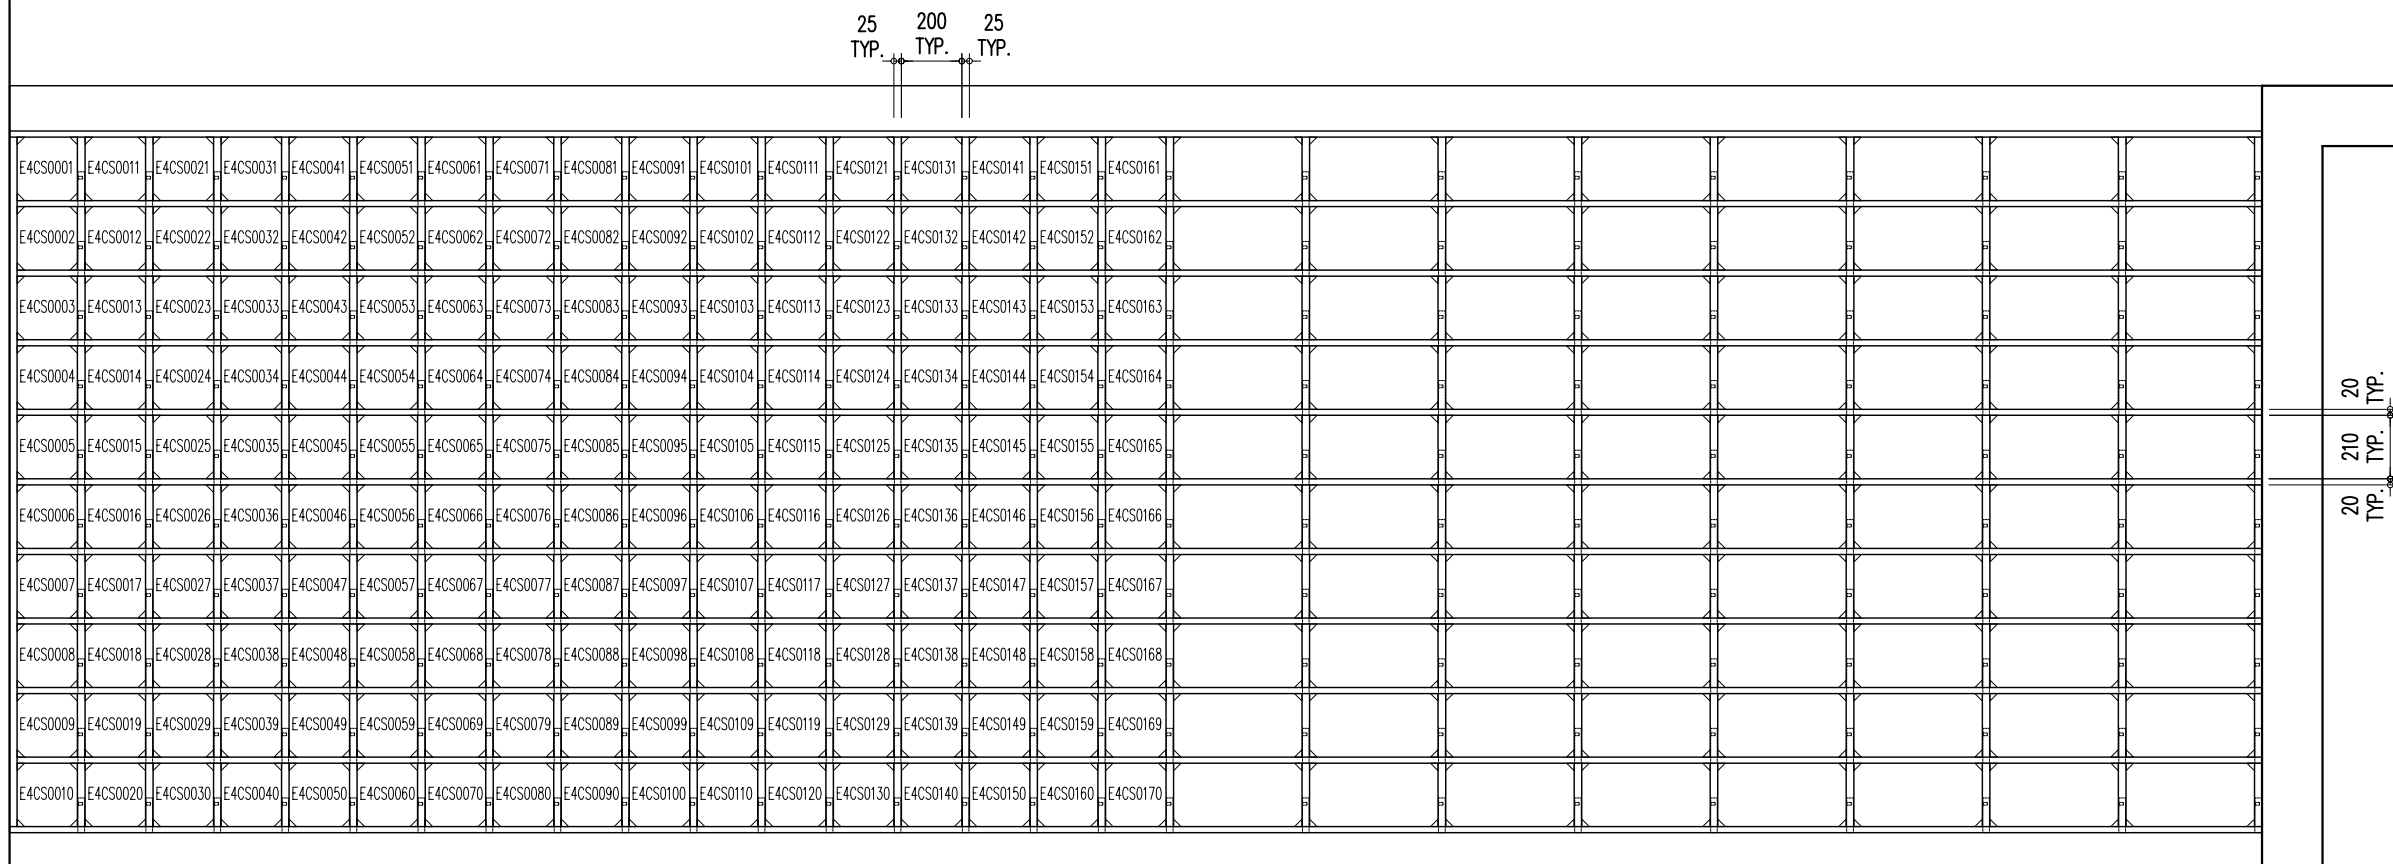 25 200 25
TYP. TYP. TYP.
E4CS0001 E4CS0011 E4CS0021 E4CS0031 E4CS0041 E4CS0051 E4CS0061 E4CS0071 E4CS0081 E4CS0091 E4CS0101 E4CS0111 E4CS0121 E4CS0131 E4CS0141 E4CS0151 E4CS0161
E4CS0002 E4CS0012 E4CS0022 E4CS0032 E4CS0042 E4CS0052 E4CS0062 E4CS0072 E4CS0082 E4CS0092 E4CS0102 E4CS0112 E4CS0122 E4CS0132 E4CS0142 E4CS0152 E4CS0162
E4CS0003 E4CS0013 E4CS0023 E4CS0033 E4CS0043 E4CS0053 E4CS0063 E4CS0073 E4CS0083 E4CS0093 E4CS0103 E4CS0113 E4CS0123 E4CS0133 E4CS0143 E4CS0153 E4CS0163
E4CS0004 E4CS0014 E4CS0024 E4CS0034 E4CS0044 E4CS0054 E4CS0064 E4CS0074 E4CS0084 E4CS0094 E4CS0104 E4CS0114 E4CS0124 E4CS0134 E4CS0144 E4CS0154 E4CS0164
E4CS0005 E4CS0015 E4CS0025 E4CS0035 E4CS0045 E4CS0055 E4CS0065 E4CS0075 E4CS0085 E4CS0095 E4CS0105 E4CS0115 E4CS0125 E4CS0135 E4CS0145 E4CS0155 E4CS0165
E4CS0006 E4CS0016 E4CS0026 E4CS0036 E4CS0046 E4CS0056 E4CS0066 E4CS0076 E4CS0086 E4CS0096 E4CS0106 E4CS0116 E4CS0126 E4CS0136 E4CS0146 E4CS0156 E4CS0166
E4CS0007 E4CS0017 E4CS0027 E4CS0037 E4CS0047 E4CS0057 E4CS0067 E4CS0077 E4CS0087 E4CS0097 E4CS0107 E4CS0117 E4CS0127 E4CS0137 E4CS0147 E4CS0157 E4CS0167
E4CS0008 E4CS0018 E4CS0028 E4CS0038 E4CS0048 E4CS0058 E4CS0068 E4CS0078 E4CS0088 E4CS0098 E4CS0108 E4CS0118 E4CS0128 E4CS0138 E4CS0148 E4CS0158 E4CS0168
E4CS0009 E4CS0019 E4CS0029 E4CS0039 E4CS0049 E4CS0059 E4CS0069 E4CS0079 E4CS0089 E4CS0099 E4CS0109 E4CS0119 E4CS0129 E4CS0139 E4CS0149 E4CS0159 E4CS0169
E4CS0010 E4CS0020 E4CS0030 E4CS0040 E4CS0050 E4CS0060 E4CS0070 E4CS0080 E4CS0090 E4CS0100 E4CS0110 E4CS0120 E4CS0130 E4CS0140 E4CS0150 E4CS0160 E4CS0170
20
TYP.
210
TYP.
20
TYP.